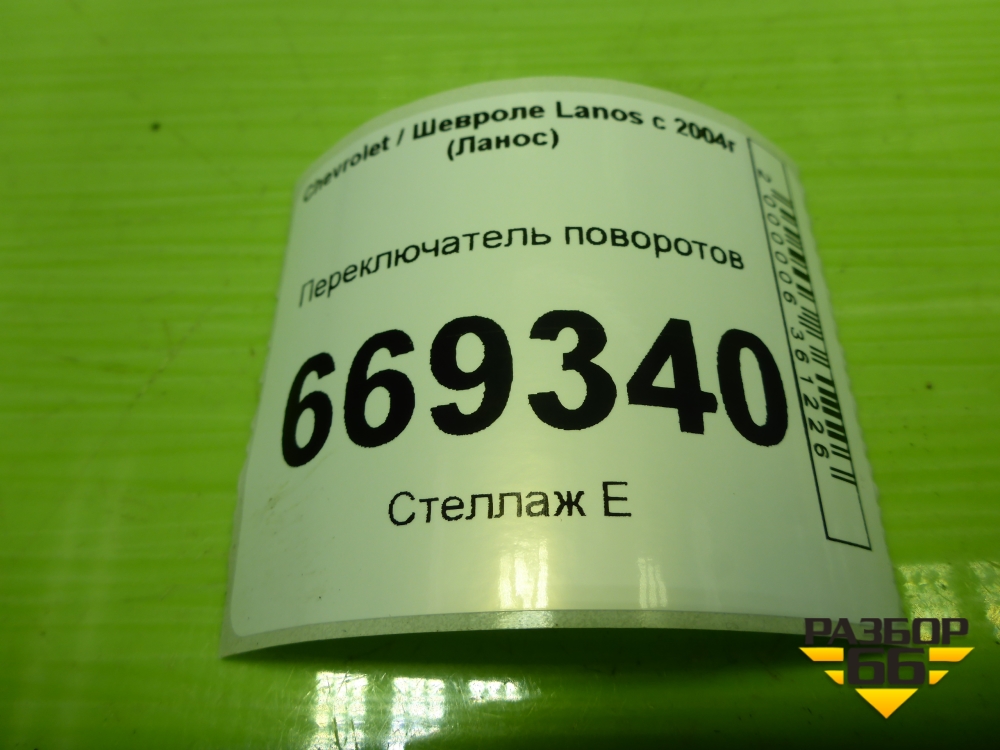 Chevrolet / Шевроле Lanos с 2004г
(Ланос)
Переключатель поворотов
669340
Стеллаж Е
2000006361226
РАЗБОР
66